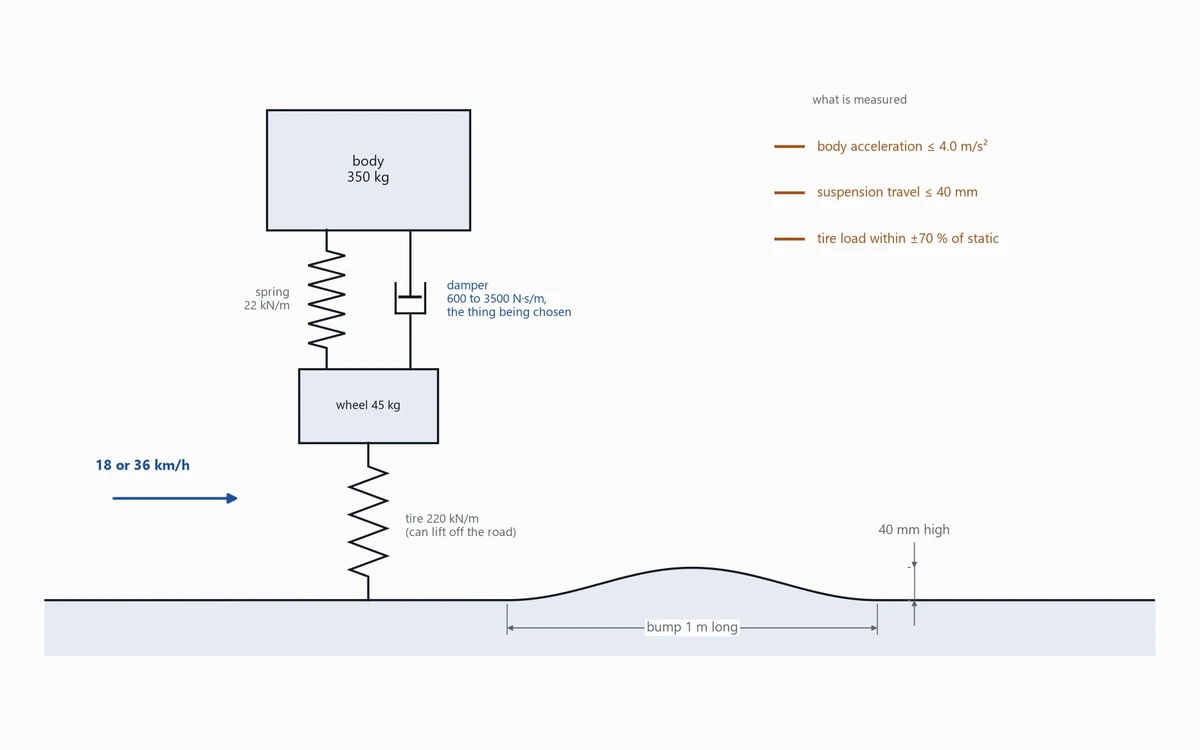 what is measured
body acceleration ≤ 4.0 m/s²
suspension travel ≤ 40 mm
tire load within ±70 % of static
body
350 kg
spring
22 kN/m
damper
600 to 3500 N·s/m,
the thing being chosen
wheel 45 kg
18 or 36 km/h
tire 220 kN/m
(can lift off the road)
40 mm high
bump 1 m long